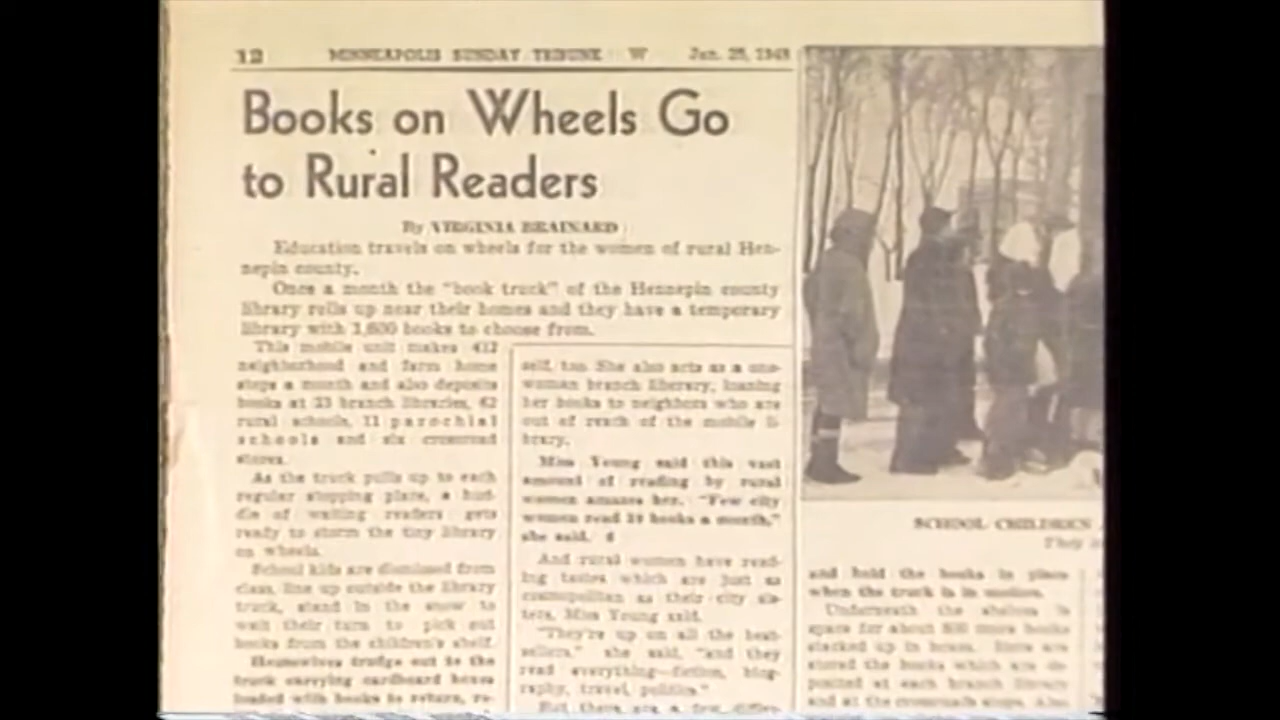 12 MINNEAPOLIS SUNDAY TRIBUNE W Jan. 25,
Books on Wheels Go
to Rural Readers
By VIRGINIA BRAINARD
Education travels on wheels for the women of rural Hen-
nepin county.
Once a month the "book truck" of the Hennepin county
library rolls up near their homes and they have a temporary
library with 1,600 books to choose from.
This mobile unit makes
neighborhood and farm home
stops a month and also deposits
books at 23 branch libraries, 62
rural schools, 11 parochial
schools and six crossroad
stores.
As the truck pulls up to each
regular stopping place, a hud-
dle of waiting readers gets
ready to storm the tiny library
on wheels.
School kids are dismissed from
class, line up outside the library
truck, stand in the snow to
wait their turn to pick out
books from the children's shelf.
Housewives trudge out to the
truck carrying cardboard boxes
loaded with books to return, re-
self, too. She also acts as a one-
woman branch library, loaning
her books to neighbors who are
out of reach of the mobile li-
brary.
Miss Young said this vast
amount of reading by rural
women amazes her. "Few city
women read books a month,"
she said.
And rural women have read-
ing tastes which are just as
cosmopolitan as their city sis-
ters, Miss Young said.
"They're up on all the best-
sellers," she said, "and they
read everything—fiction, biog-
raphy, travel, politics."
But there are a few differ-
SCHOOL CHILDREN
They
and hold the books in place
when the truck is in motion.
Underneath the shelves is
space for about 800 more books
stacked up in boxes. Here are
stored the books which are de-
posited at each branch library
and at the crossroads stops. Also